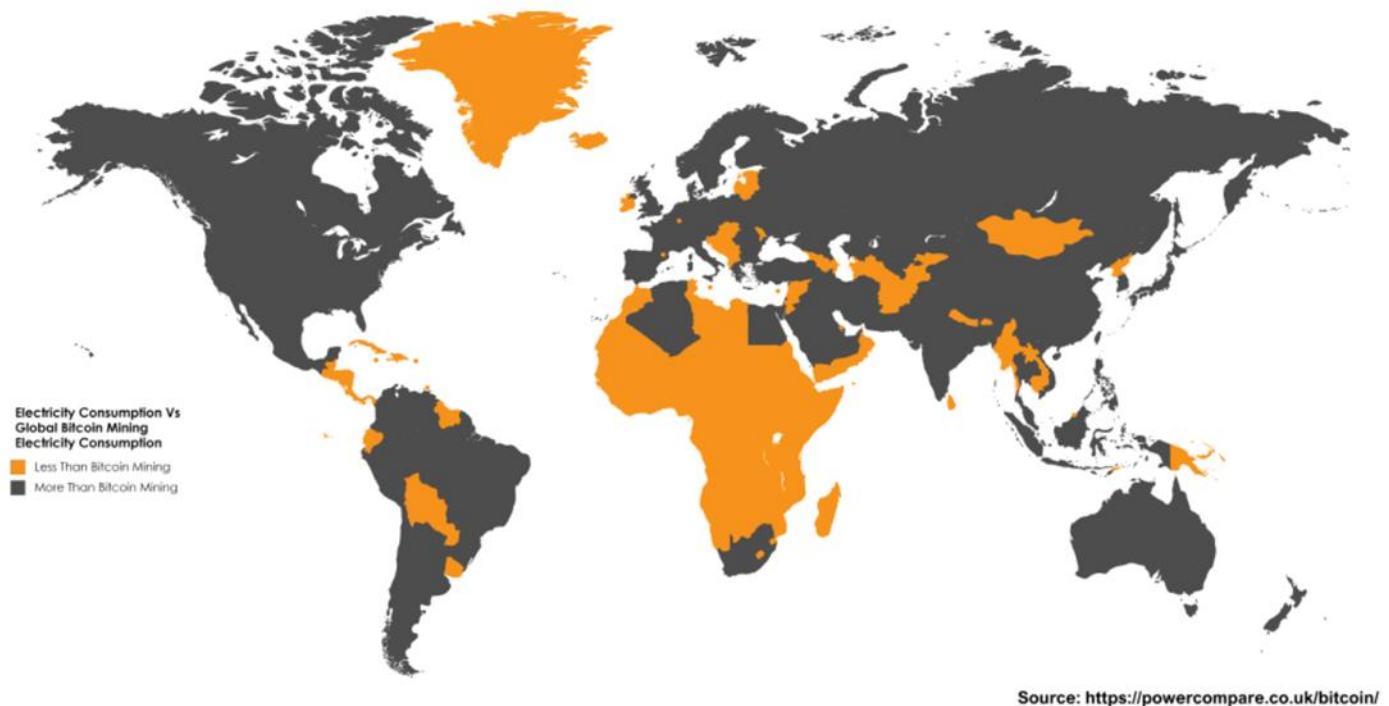 Electricity Consumption Vs
Global Bitcoin Mining
Electricity Consumption
Less Than Bitcoin Mining
More Than Bitcoin Mining
Source: https://powercompare.co.uk/bitcoin/